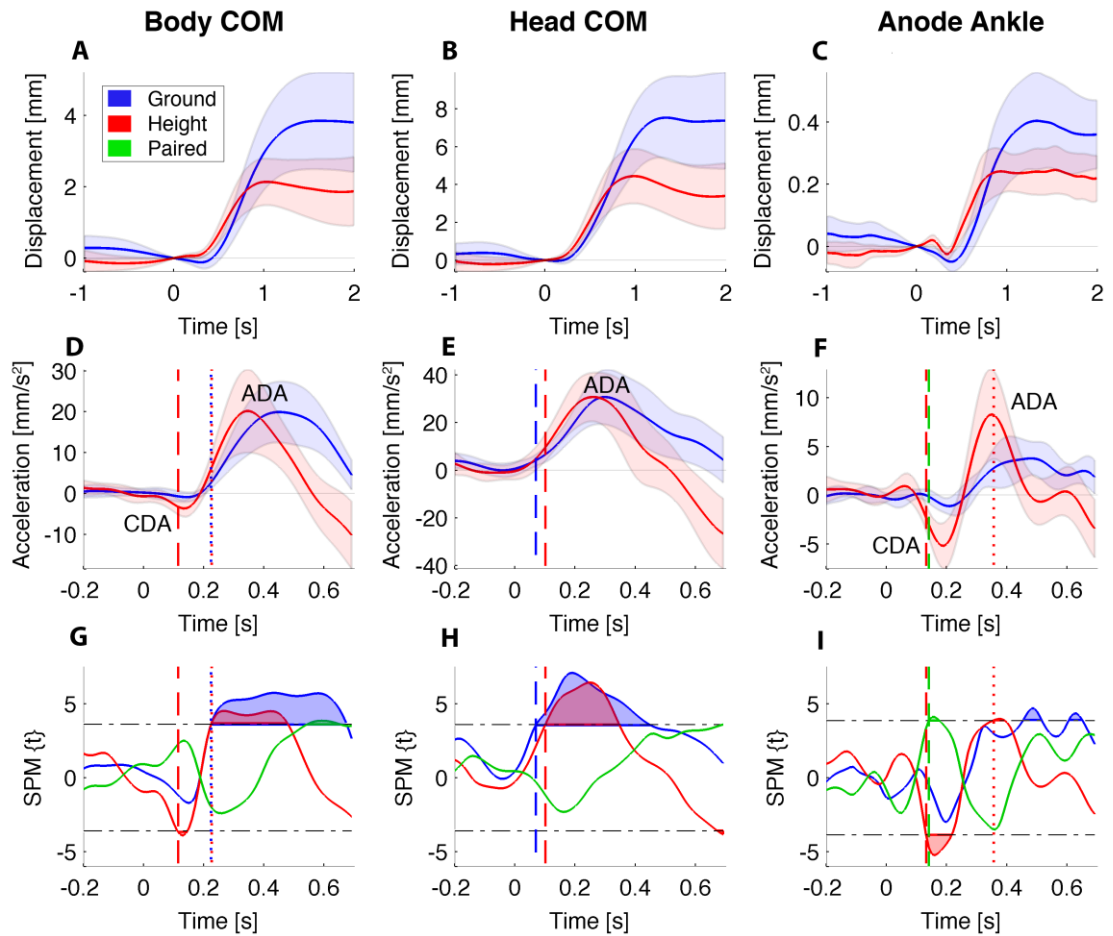 Body COM
Head COM
Anode Ankle
A
B
C
Displacement [mm]
4
2
0
Ground
Height
Paired
-1
0
1
2
Time [s]
Displacement [mm]
8
6
4
2
0
-1
0
1
2
Time [s]
Displacement [mm]
0.4
0.2
0
-1
0
1
2
Time [s]
D
E
F
Acceleration [mm/s²]
30
20
10
0
-10
ADA
CDA
-0.2
0
0.2
0.4
0.6
Time [s]
Acceleration [mm/s²]
40
20
0
-20
-40
ADA
-0.2
0
0.2
0.4
0.6
Time [s]
Acceleration [mm/s²]
10
5
0
-5
ADA
CDA
-0.2
0
0.2
0.4
0.6
Time [s]
G
H
I
SPM {t}
5
0
-5
-0.2
0
0.2
0.4
0.6
Time [s]
SPM {t}
5
0
-5
-0.2
0
0.2
0.4
0.6
Time [s]
SPM {t}
5
0
-5
-0.2
0
0.2
0.4
0.6
Time [s]